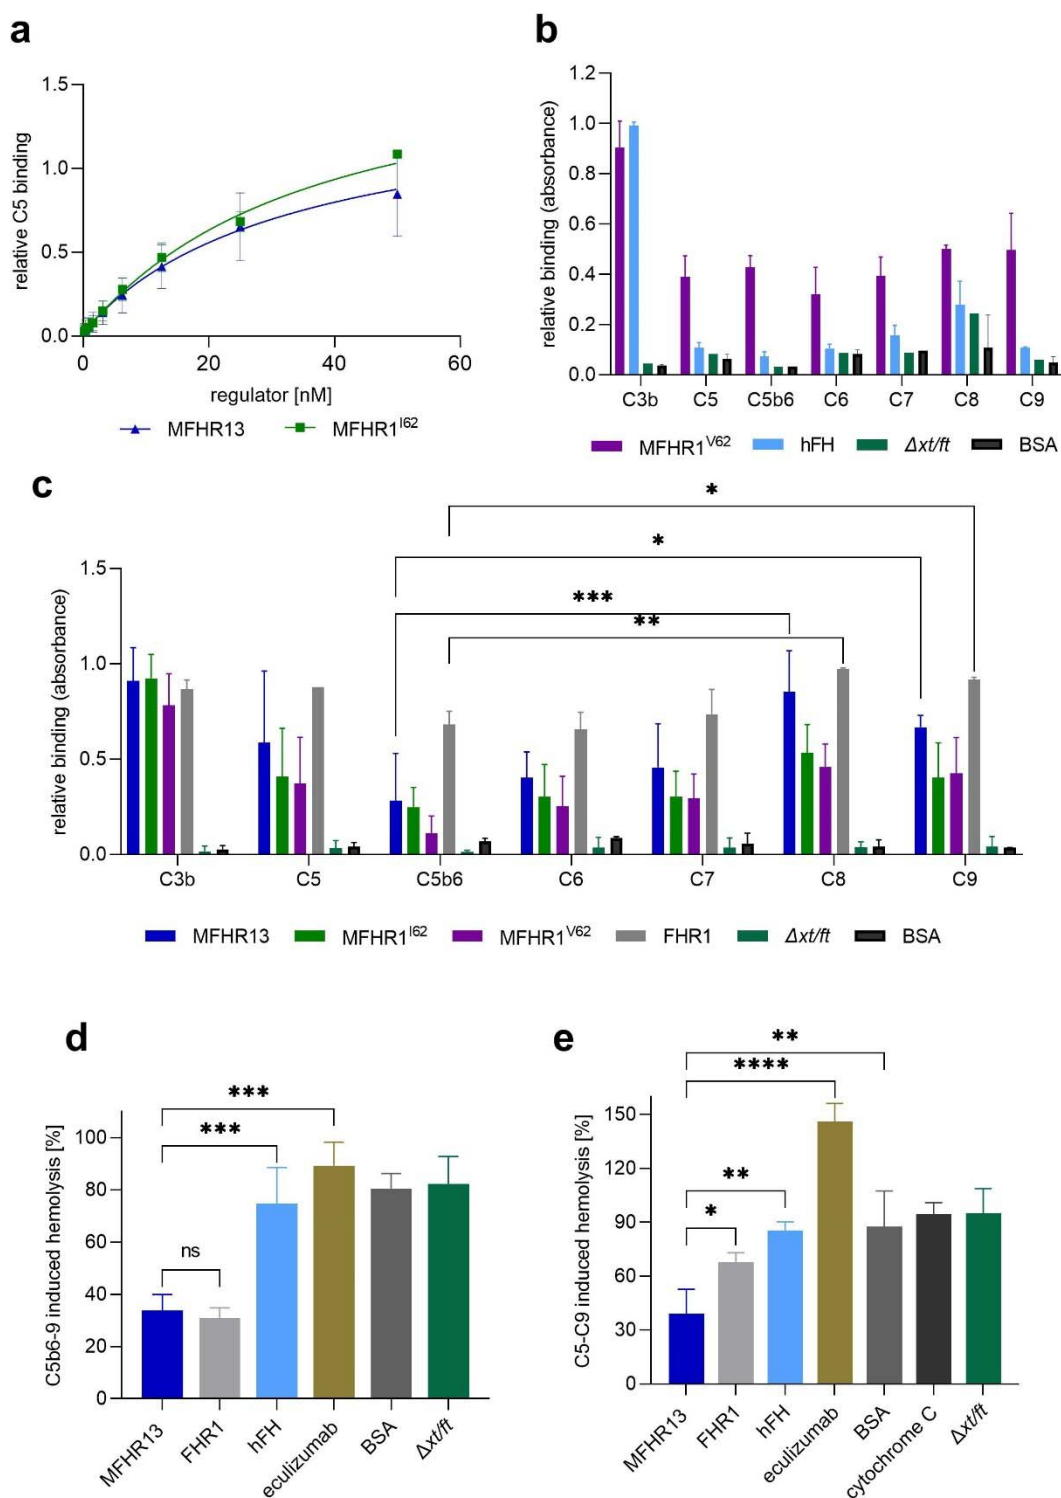 a
1.5
1.0
0.5
0.0
relative C5 binding
0 20 40 60
regulator [nM]
MFHR13 MFHR1I62
b
1.2
1.0
0.8
0.6
0.4
0.2
0.0
relative binding (absorbance)
C3b C5 C5b6 C6 C7 C8 C9
MFHR1V62 hFH Δxt/ft BSA
c
*
*
***
**
1.5
1.0
0.5
0.0
relative binding (absorbance)
C3b C5 C5b6 C6 C7 C8 C9
MFHR13 MFHR1I62 MFHR1V62 FHR1 Δxt/ft BSA
d
***
***
ns
100
80
60
40
20
0
C5b6-9 induced hemolysis [%]
MFHR13 FHR1 hFH eculizumab BSA Δxt/ft
e
**
****
**
*
150
120
90
60
30
0
C5-C9 induced hemolysis [%]
MFHR13 FHR1 hFH eculizumab BSA cytochrome C Δxt/ft